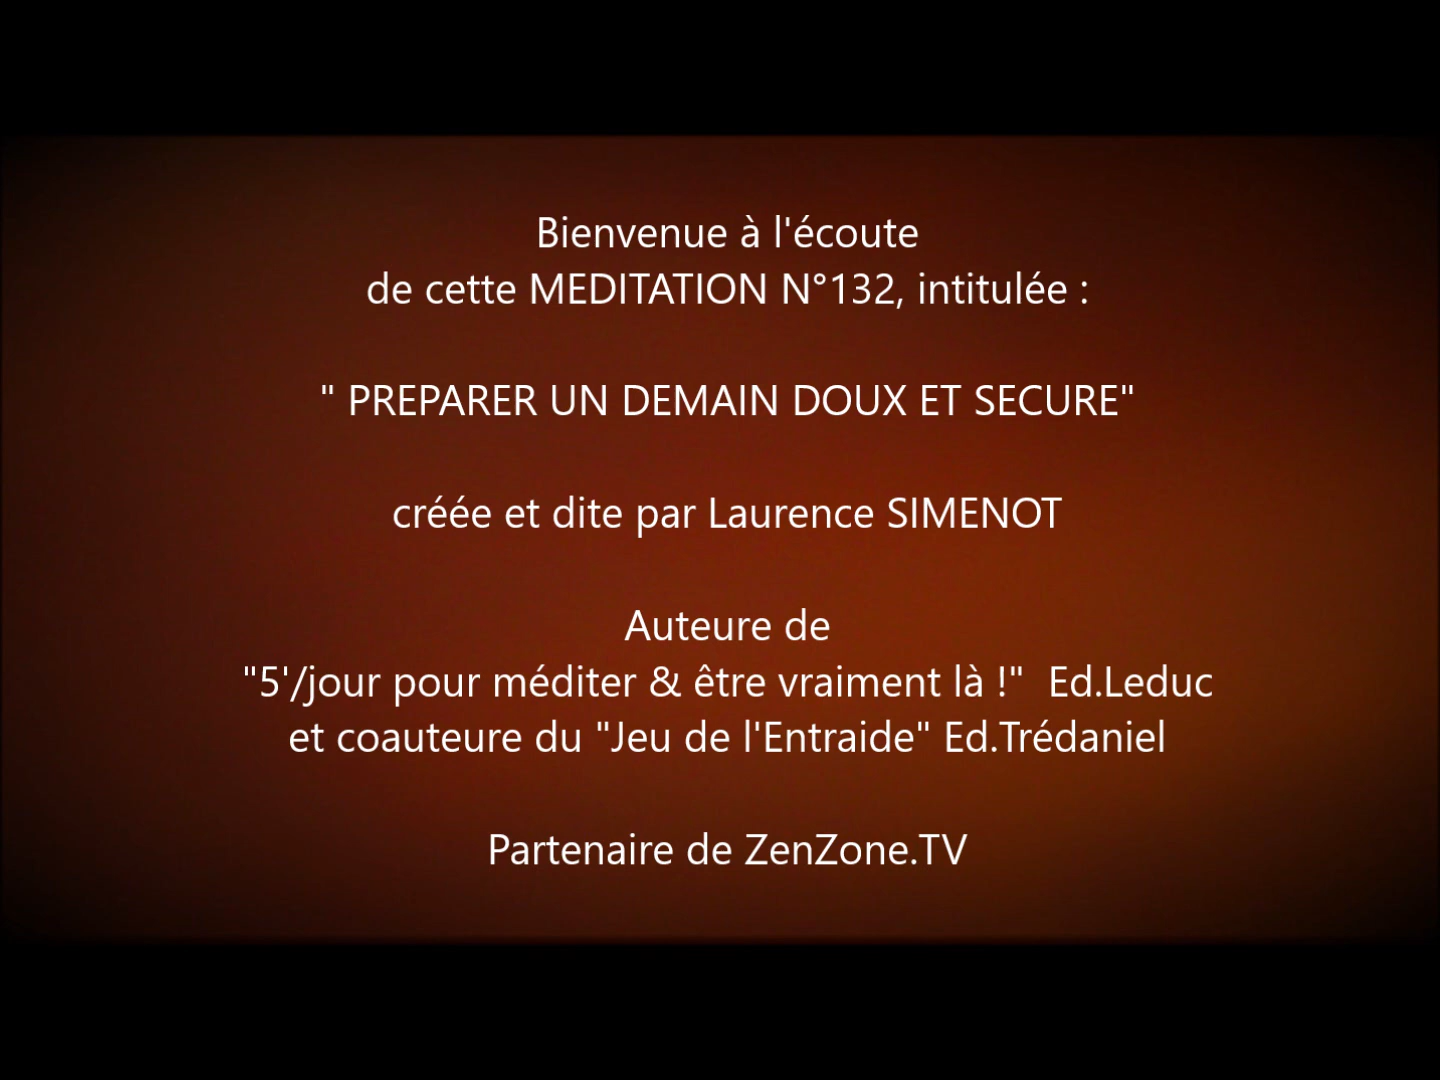 Bienvenue à l'écoute
de cette MEDITATION N°132, intitulée :
" PREPARER UN DEMAIN DOUX ET SECURE"
créée et dite par Laurence SIMENOT
Auteure de
"5'/jour pour méditer & être vraiment là !"  Ed.Leduc
et coauteure du "Jeu de l'Entraide" Ed.Trédaniel
Partenaire de ZenZone.TV